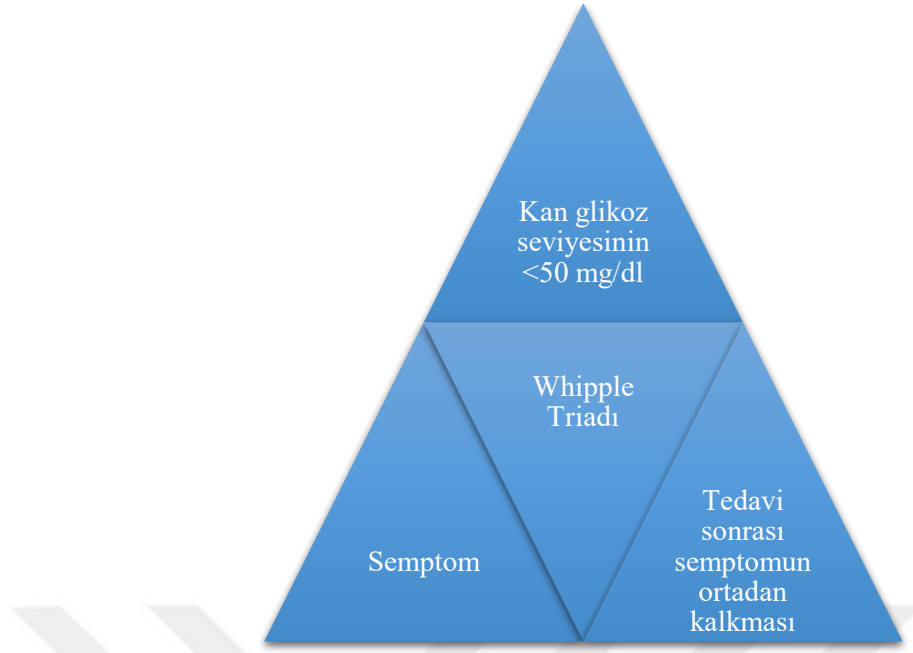 Kan glikoz
seviyesinin
<50 mg/dl
Whipple
Triadı
Semptom
Tedavi
sonrası
semptomun
ortadan
kalkması